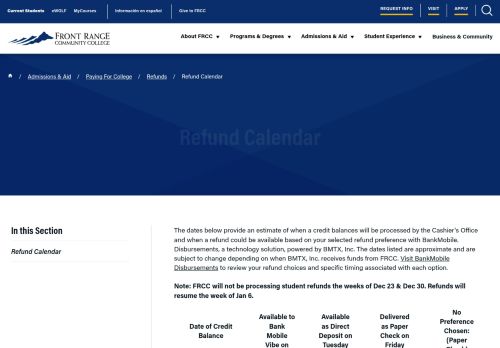 Current Students eWOLF MyCourses Información en español Give to FRCC REQUEST INFO VISIT APPLY
FRONT RANGE
COMMUNITY COLLEGE
About FRCC Programs & Degrees Admissions & Aid Student Experience Business & Community
/ Admissions & Aid / Paying For College / Refunds / Refund Calendar
Refund Calendar
In this Section
Refund Calendar
The dates below provide an estimate of when a credit balances will be processed by the Cashier's Office
and when a refund could be available based on your selected refund preference with BankMobile
Disbursements, a technology solution, powered by BMTX, Inc. The dates listed are approximate and are
subject to change depending on when BMTX, Inc. receives funds from FRCC. Visit BankMobile
Disbursements to review your refund choices and specific timing associated with each option.
Note: FRCC will not be processing student refunds the weeks of Dec 23 & Dec 30. Refunds will
resume the week of Jan 6.
Date of Credit
Balance
Available to
Bank
Mobile
Vibe on
Available
as Direct
Deposit on
Tuesday
Delivered
as Paper
Check on
Friday
No
Preference
Chosen:
(Paper